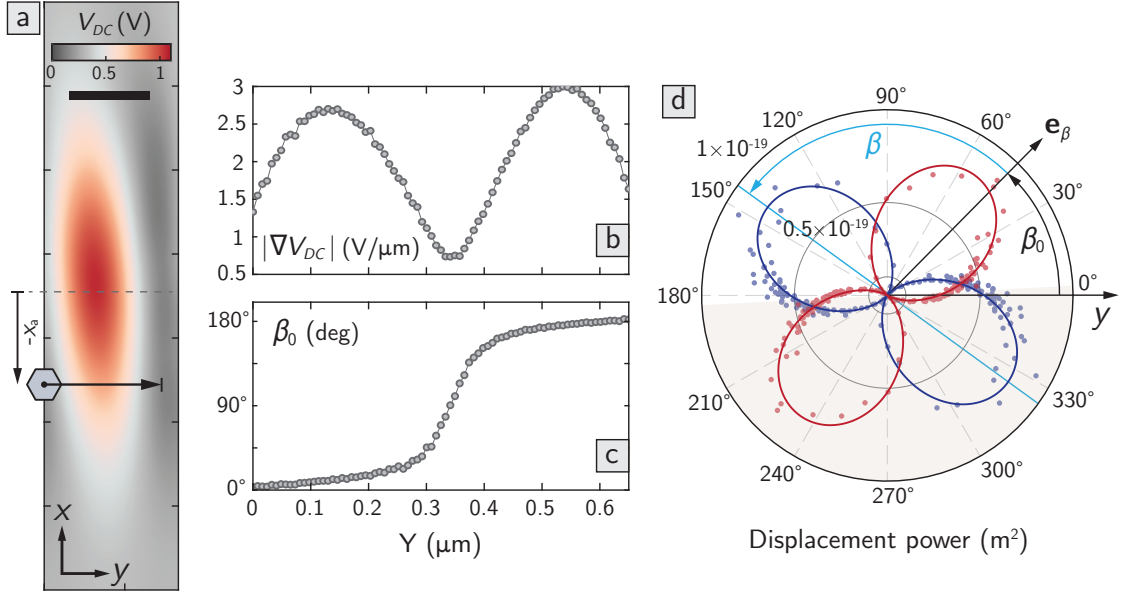 a
V_DC (V)
0 0.5 1
-x_a
x
y
3
2.5
2
1.5
1
0.5
|∇V_DC| (V/μm)
b
180°
90°
0°
β_0 (deg)
c
0 0.1 0.2 0.3 0.4 0.5 0.6
Y (μm)
d
90°
120° 60°
1×10^-19
β
e_β
150° 30°
0.5×10^-19
β_0
180° 0°
y
210° 330°
240° 300°
270°
Displacement power (m²)